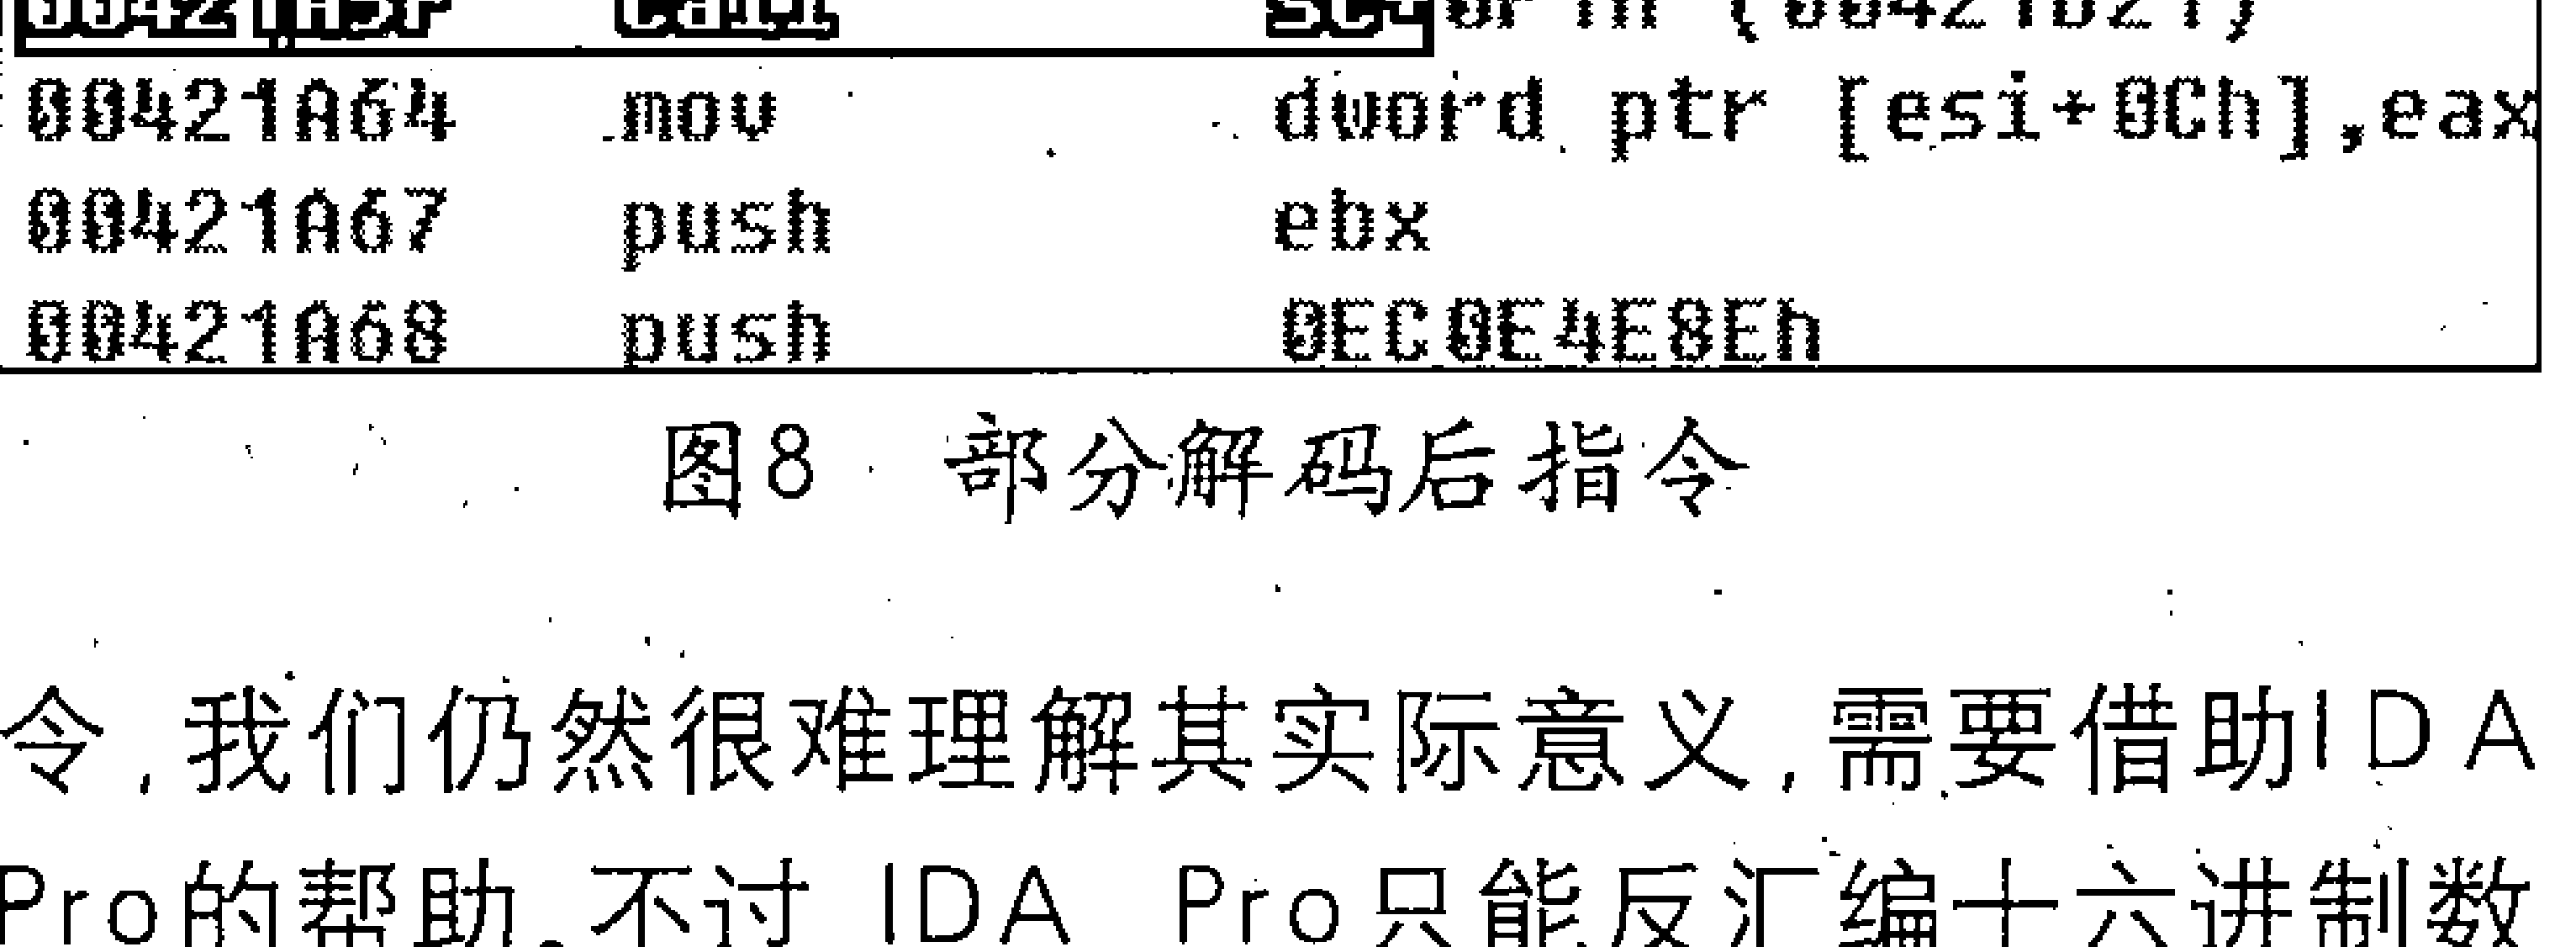 00421A5F call
00421A64 mov dword ptr [esi+0Ch],eax
00421A67 push ebx
00421A68 push 0EC0E4E8Eh
图8 部分解码后指令
令,我们仍然很难理解其实际意义,需要借助IDA
Pro的帮助。不过 IDA Pro只能反汇编十六进制数